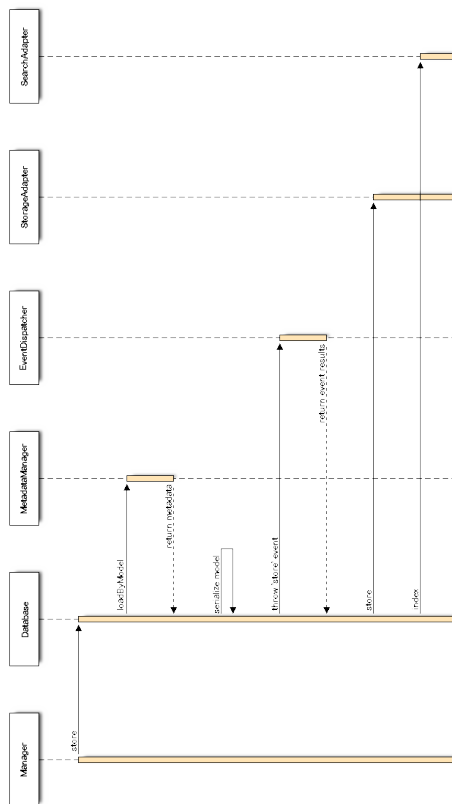 Manager
Database
MetadataManager
EventDispatcher
StorageAdapter
SearchAdapter
store
loadByModel
return metadata
serialize model
throw 'store' event
return event results
store
index